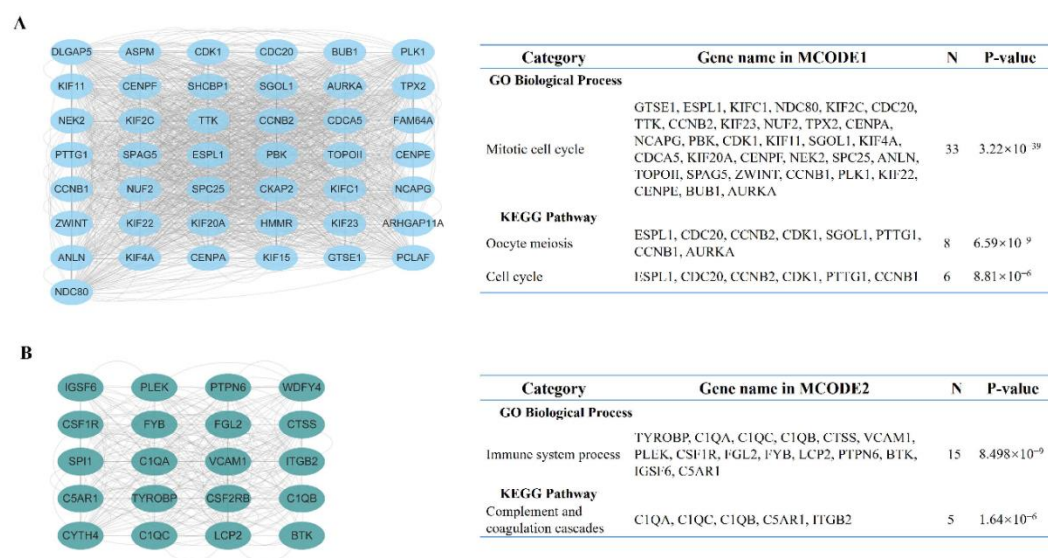 A
DLGAP5 ASPM CDK1 CDC20 BUB1 PLK1
KIF11 CENPF SHCBP1 SGOL1 AURKA TPX2
NEK2 KIF2C TTK CCNB2 CDCA5 FAM64A
PTTG1 SPAG5 ESPL1 PBK TOPOII CENPE
CCNB1 NUF2 SPC25 CKAP2 KIFC1 NCAPG
ZWINT KIF22 KIF20A HMMR KIF23 ARHGAP11A
ANLN KIF4A CENPA KIF15 GTSE1 PCLAF
NDC80
Category Gene name in MCODE1 N P-value
GO Biological Process
GTSE1, ESPL1, KIFC1, NDC80, KIF2C, CDC20,
TTK, CCNB2, KIF23, NUF2, TPX2, CENPA,
NCAPG, PBK, CDK1, KIF11, SGOL1, KIF4A,
Mitotic cell cycle CDCA5, KIF20A, CENPF, NEK2, SPC25, ANLN, 33 3.22×10⁻³⁹
TOPOII, SPAG5, ZWINT, CCNB1, PLK1, KIF22,
CENPE, BUB1, AURKA
KEGG Pathway
Oocyte meiosis ESPL1, CDC20, CCNB2, CDK1, SGOL1, PTTG1, 8 6.59×10⁻⁹
CCNB1, AURKA
Cell cycle ESPL1, CDC20, CCNB2, CDK1, PTTG1, CCNB1 6 8.81×10⁻⁶
B
IGSF6 PLEK PTPN6 WDFY4
CSF1R FYB FGL2 CTSS
SPI1 C1QA VCAM1 ITGB2
C5AR1 TYROBP CSF2RB C1QB
CYTH4 C1QC LCP2 BTK
Category Gene name in MCODE2 N P-value
GO Biological Process
TYROBP, C1QA, C1QC, C1QB, CTSS, VCAM1,
Immune system process PLEK, CSF1R, FGL2, FYB, LCP2, PTPN6, BTK, 15 8.498×10⁻⁹
IGSF6, C5AR1
KEGG Pathway
Complement and
coagulation cascades C1QA, C1QC, C1QB, C5AR1, ITGB2 5 1.64×10⁻⁶